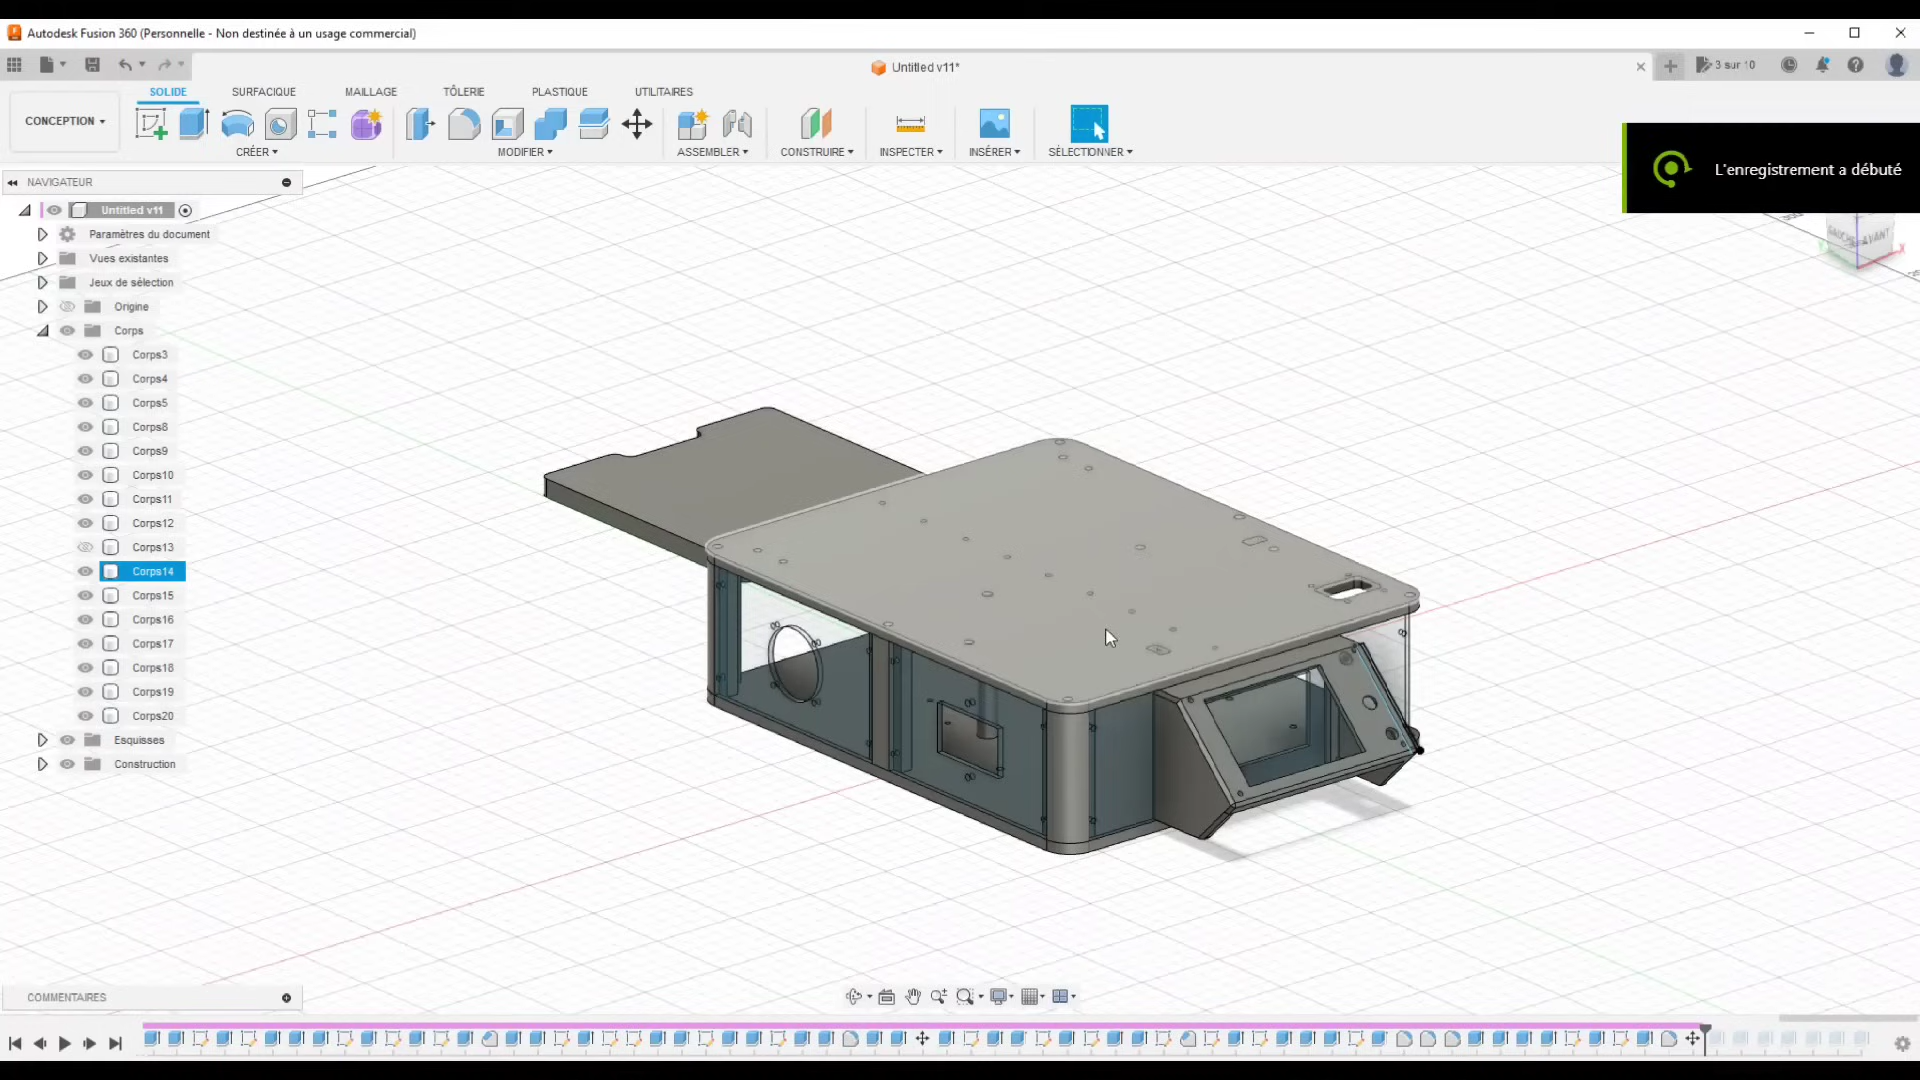 Autodesk Fusion 360 (Personnelle - Non destinée à un usage commercial)
Untitled v11*
3 sur 10
SOLIDE
SURFACIQUE
MAILLAGE
TÔLERIE
PLASTIQUE
UTILITAIRES
CONCEPTION
CRÉER
MODIFIER
ASSEMBLER
CONSTRUIRE
INSPECTER
INSÉRER
SÉLECTIONNER
L'enregistrement a débuté
NAVIGATEUR
Untitled v11
Paramètres du document
Vues existantes
Jeux de sélection
Origine
Corps
Corps3
Corps4
Corps5
Corps8
Corps9
Corps10
Corps11
Corps12
Corps13
Corps14
Corps15
Corps16
Corps17
Corps18
Corps19
Corps20
Esquisses
Construction
GAUCHE
AVANT
COMMENTAIRES